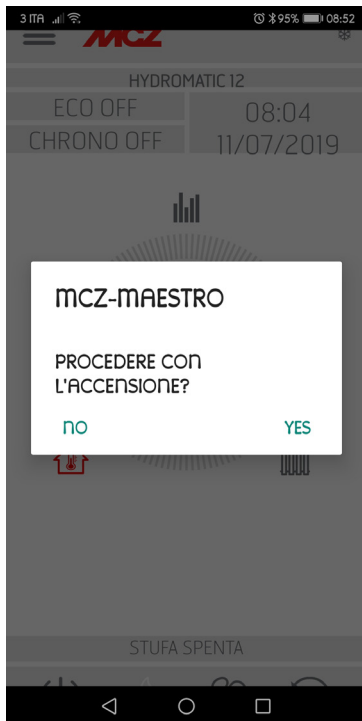 3 ITA 95% 08:52
MCZ
HYDROMATIC 12
ECO OFF
08:04
CHRONO OFF
11/07/2019
MCZ-MAESTRO
PROCEDERE CON
L'ACCENSIONE?
NO YES
STUFA SPENTA